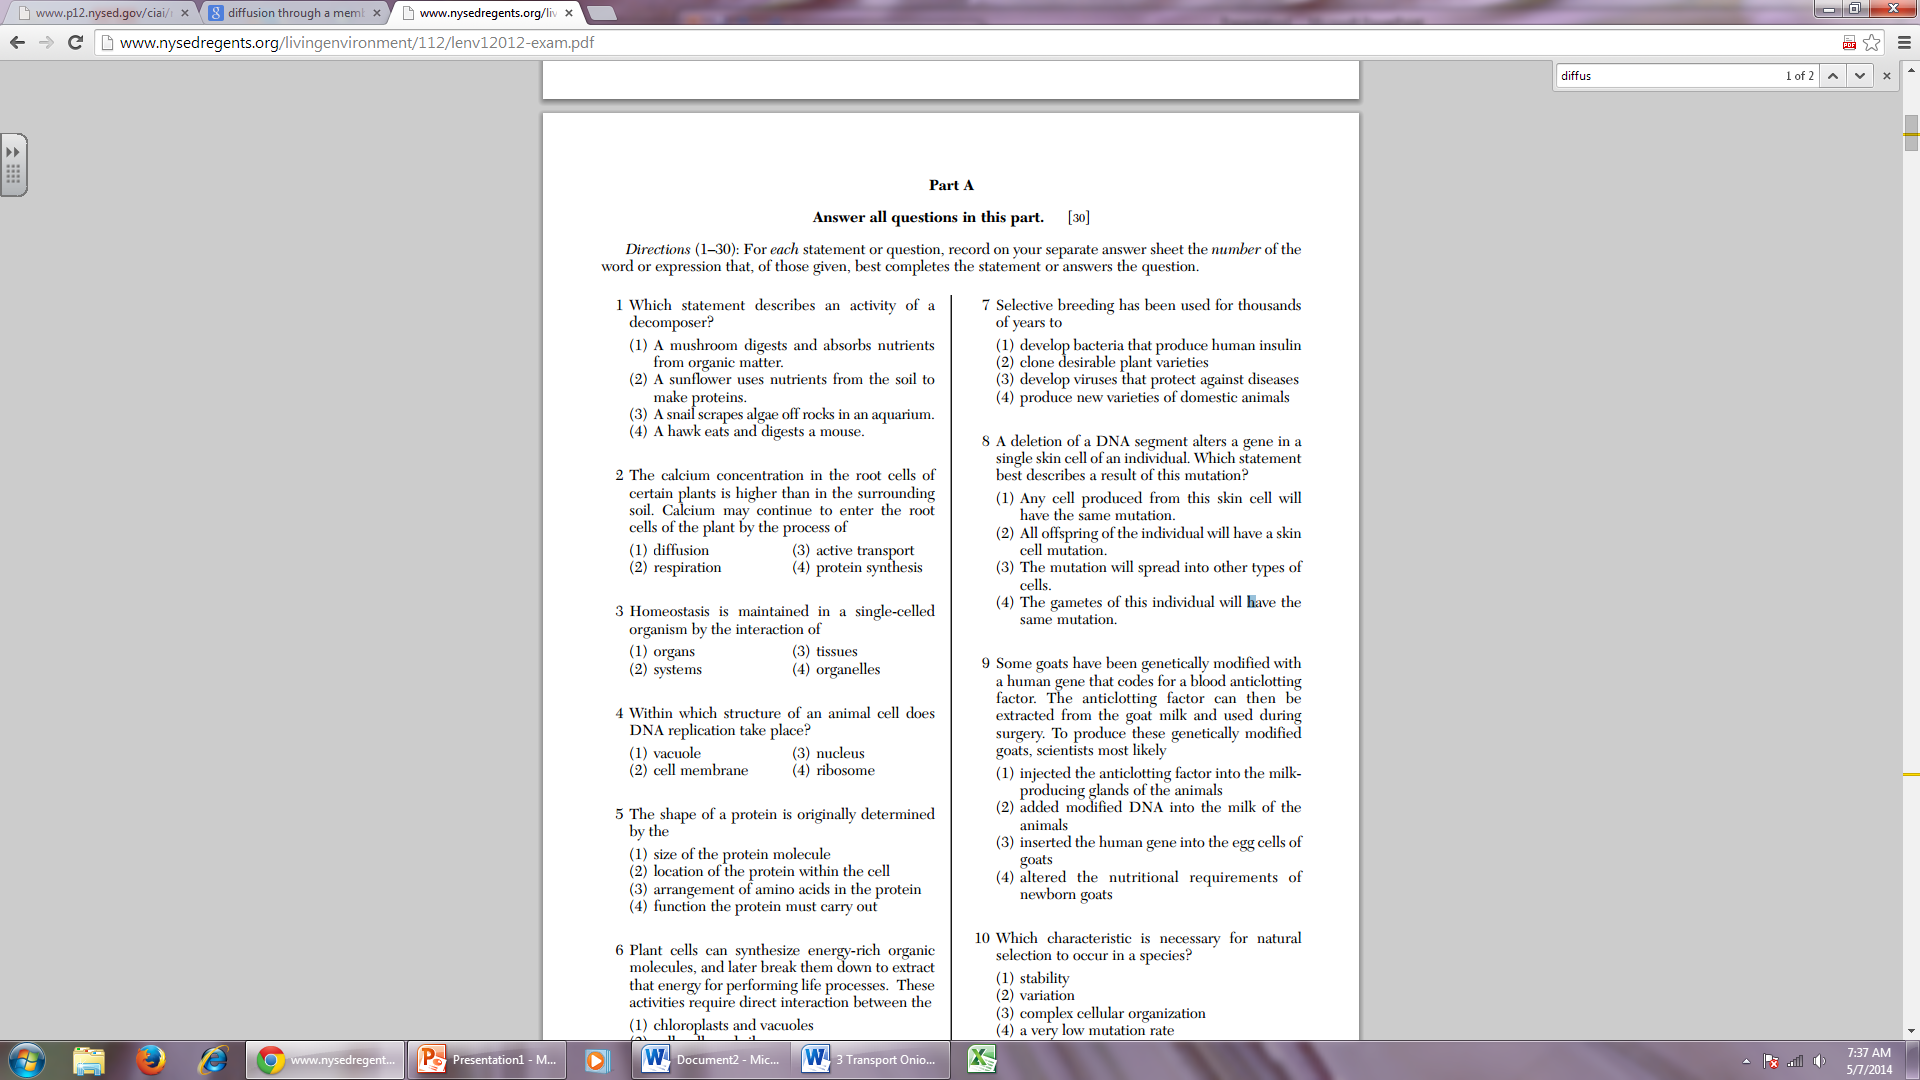 www.p12.nysed.gov/ciai/
diffusion through a mem
www.nysedregents.org/liv
www.nysedregents.org/livingenvironment/112/lenv12012-exam.pdf
diffus 1 of 2
Part A
Answer all questions in this part. [30]
Directions (1–30): For each statement or question, record on your separate answer sheet the number of the
word or expression that, of those given, best completes the statement or answers the question.
1 Which statement describes an activity of a
decomposer?
(1) A mushroom digests and absorbs nutrients
from organic matter.
(2) A sunflower uses nutrients from the soil to
make proteins.
(3) A snail scrapes algae off rocks in an aquarium.
(4) A hawk eats and digests a mouse.
2 The calcium concentration in the root cells of
certain plants is higher than in the surrounding
soil. Calcium may continue to enter the root
cells of the plant by the process of
(1) diffusion (3) active transport
(2) respiration (4) protein synthesis
3 Homeostasis is maintained in a single-celled
organism by the interaction of
(1) organs (3) tissues
(2) systems (4) organelles
4 Within which structure of an animal cell does
DNA replication take place?
(1) vacuole (3) nucleus
(2) cell membrane (4) ribosome
5 The shape of a protein is originally determined
by the
(1) size of the protein molecule
(2) location of the protein within the cell
(3) arrangement of amino acids in the protein
(4) function the protein must carry out
6 Plant cells can synthesize energy-rich organic
molecules, and later break them down to extract
that energy for performing life processes. These
activities require direct interaction between the
(1) chloroplasts and vacuoles
7 Selective breeding has been used for thousands
of years to
(1) develop bacteria that produce human insulin
(2) clone desirable plant varieties
(3) develop viruses that protect against diseases
(4) produce new varieties of domestic animals
8 A deletion of a DNA segment alters a gene in a
single skin cell of an individual. Which statement
best describes a result of this mutation?
(1) Any cell produced from this skin cell will
have the same mutation.
(2) All offspring of the individual will have a skin
cell mutation.
(3) The mutation will spread into other types of
cells.
(4) The gametes of this individual will have the
same mutation.
9 Some goats have been genetically modified with
a human gene that codes for a blood anticlotting
factor. The anticlotting factor can then be
extracted from the goat milk and used during
surgery. To produce these genetically modified
goats, scientists most likely
(1) injected the anticlotting factor into the milk-
producing glands of the animals
(2) added modified DNA into the milk of the
animals
(3) inserted the human gene into the egg cells of
goats
(4) altered the nutritional requirements of
newborn goats
10 Which characteristic is necessary for natural
selection to occur in a species?
(1) stability
(2) variation
(3) complex cellular organization
(4) a very low mutation rate
www.nysedregent...
Presentation1 - M...
Document2 - Mic...
3 Transport Onio...
7:37 AM
5/7/2014